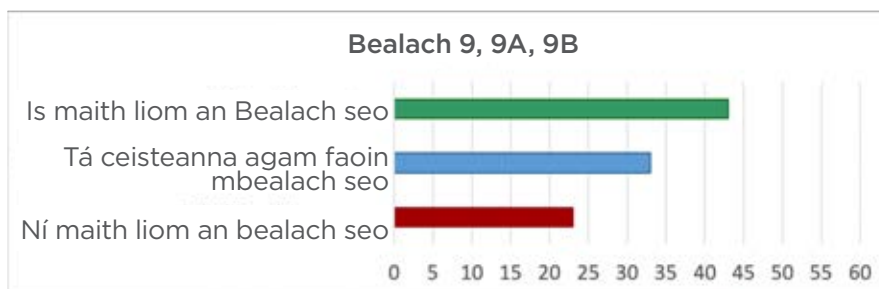 Bealach 9, 9A, 9B
Is maith liom an Bealach seo
Tá ceisteanna agam faoin
mbealach seo
Ní maith liom an bealach seo
0 5 10 15 20 25 30 35 40 45 50 55 60